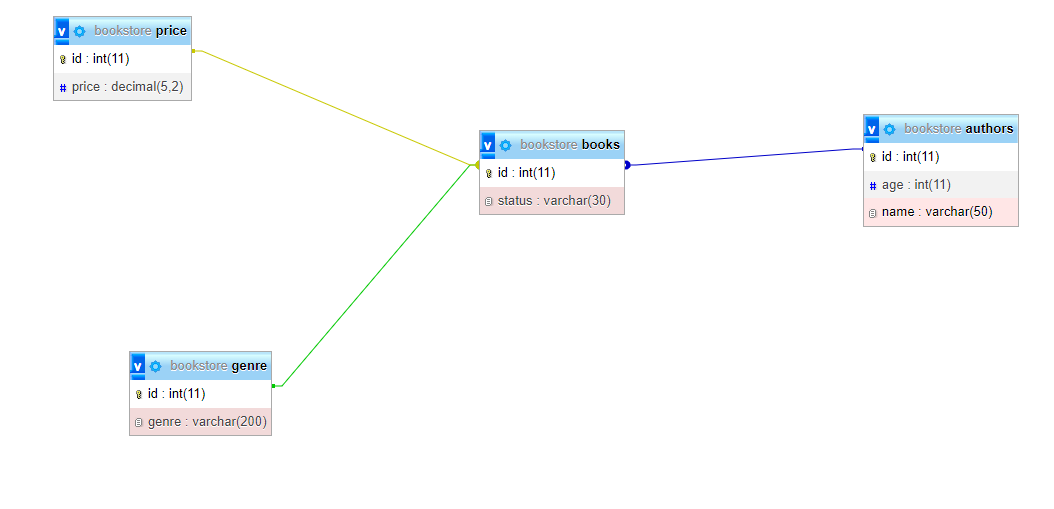 v bookstore price
id : int(11)
# price : decimal(5,2)
v bookstore books
id : int(11)
status : varchar(30)
v bookstore authors
id : int(11)
# age : int(11)
name : varchar(50)
v bookstore genre
id : int(11)
genre : varchar(200)